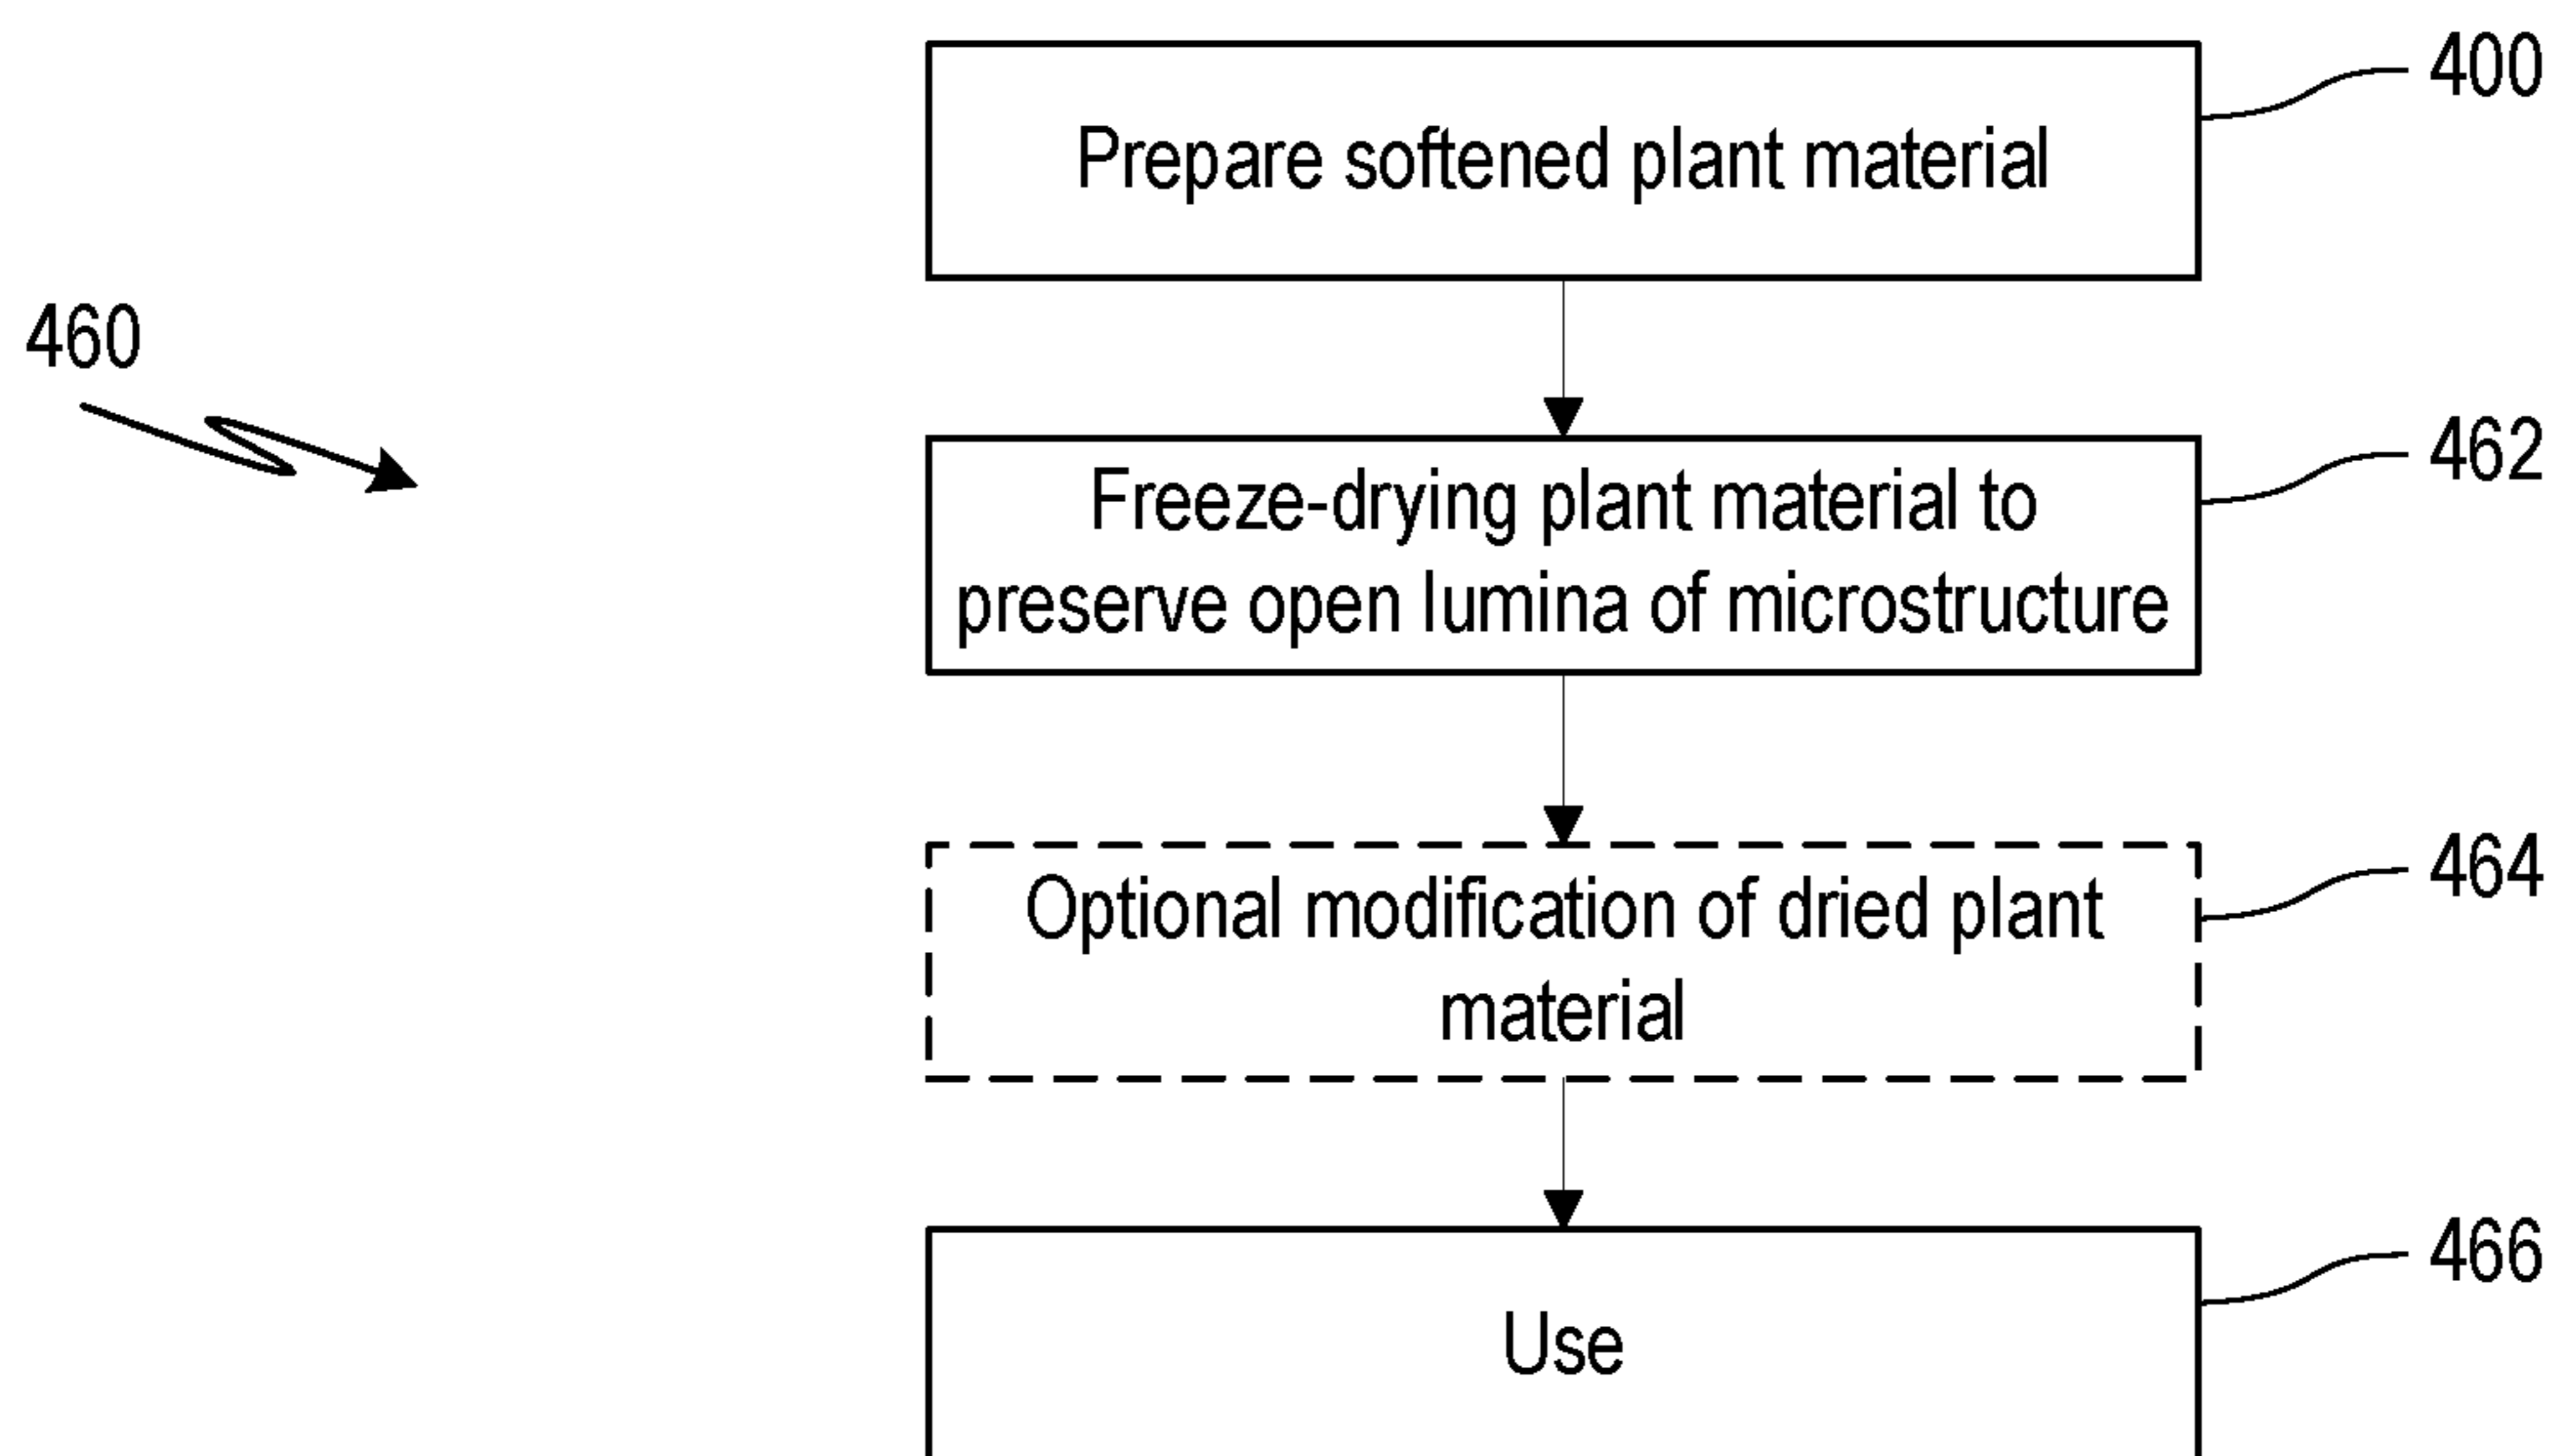 400
Prepare softened plant material
460
462
Freeze-drying plant material to
preserve open lumina of microstructure
464
Optional modification of dried plant
material
466
Use